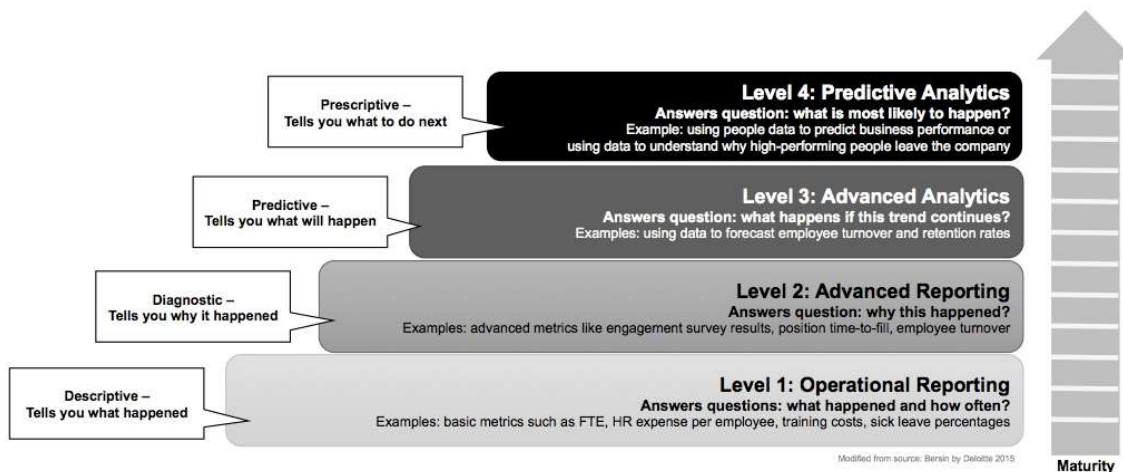 Prescriptive –
Tells you what to do next
Level 4: Predictive Analytics
Answers question: what is most likely to happen?
Example: using people data to predict business performance or
using data to understand why high-performing people leave the company
Predictive –
Tells you what will happen
Level 3: Advanced Analytics
Answers question: what happens if this trend continues?
Examples: using data to forecast employee turnover and retention rates
Diagnostic –
Tells you why it happened
Level 2: Advanced Reporting
Answers question: why this happened?
Examples: advanced metrics like engagement survey results, position time-to-fill, employee turnover
Descriptive –
Tells you what happened
Level 1: Operational Reporting
Answers questions: what happened and how often?
Examples: basic metrics such as FTE, HR expense per employee, training costs, sick leave percentages
Modified from source: Bersin by Deloitte 2015
Maturity